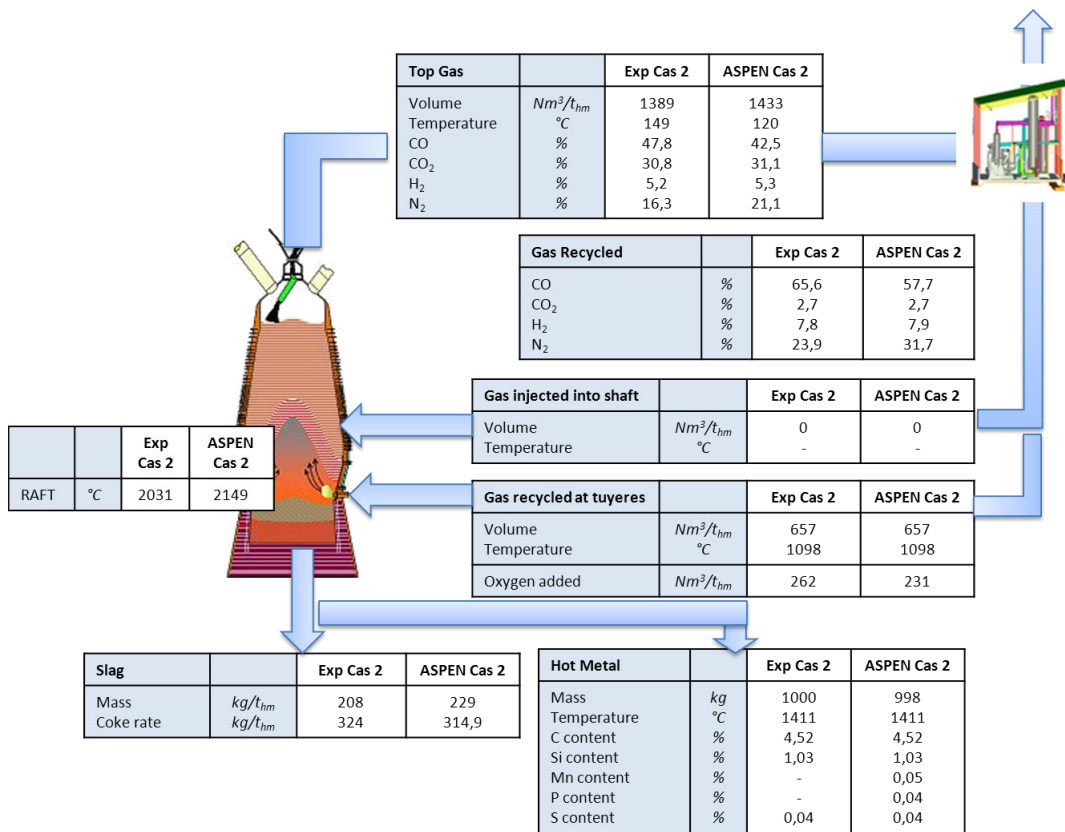 Top Gas Exp Cas 2 ASPEN Cas 2
Volume Nm³/t_hm 1389 1433
Temperature °C 149 120
CO % 47,8 42,5
CO₂ % 30,8 31,1
H₂ % 5,2 5,3
N₂ % 16,3 21,1
Gas Recycled Exp Cas 2 ASPEN Cas 2
CO % 65,6 57,7
CO₂ % 2,7 2,7
H₂ % 7,8 7,9
N₂ % 23,9 31,7
Gas injected into shaft Exp Cas 2 ASPEN Cas 2
Volume Nm³/t_hm 0 0
Temperature °C - -
Exp Cas 2 ASPEN Cas 2
RAFT °C 2031 2149
Gas recycled at tuyeres Exp Cas 2 ASPEN Cas 2
Volume Nm³/t_hm 657 657
Temperature °C 1098 1098
Oxygen added Nm³/t_hm 262 231
Slag Exp Cas 2 ASPEN Cas 2
Mass kg/t_hm 208 229
Coke rate kg/t_hm 324 314,9
Hot Metal Exp Cas 2 ASPEN Cas 2
Mass kg 1000 998
Temperature °C 1411 1411
C content % 4,52 4,52
Si content % 1,03 1,03
Mn content % - 0,05
P content % - 0,04
S content % 0,04 0,04